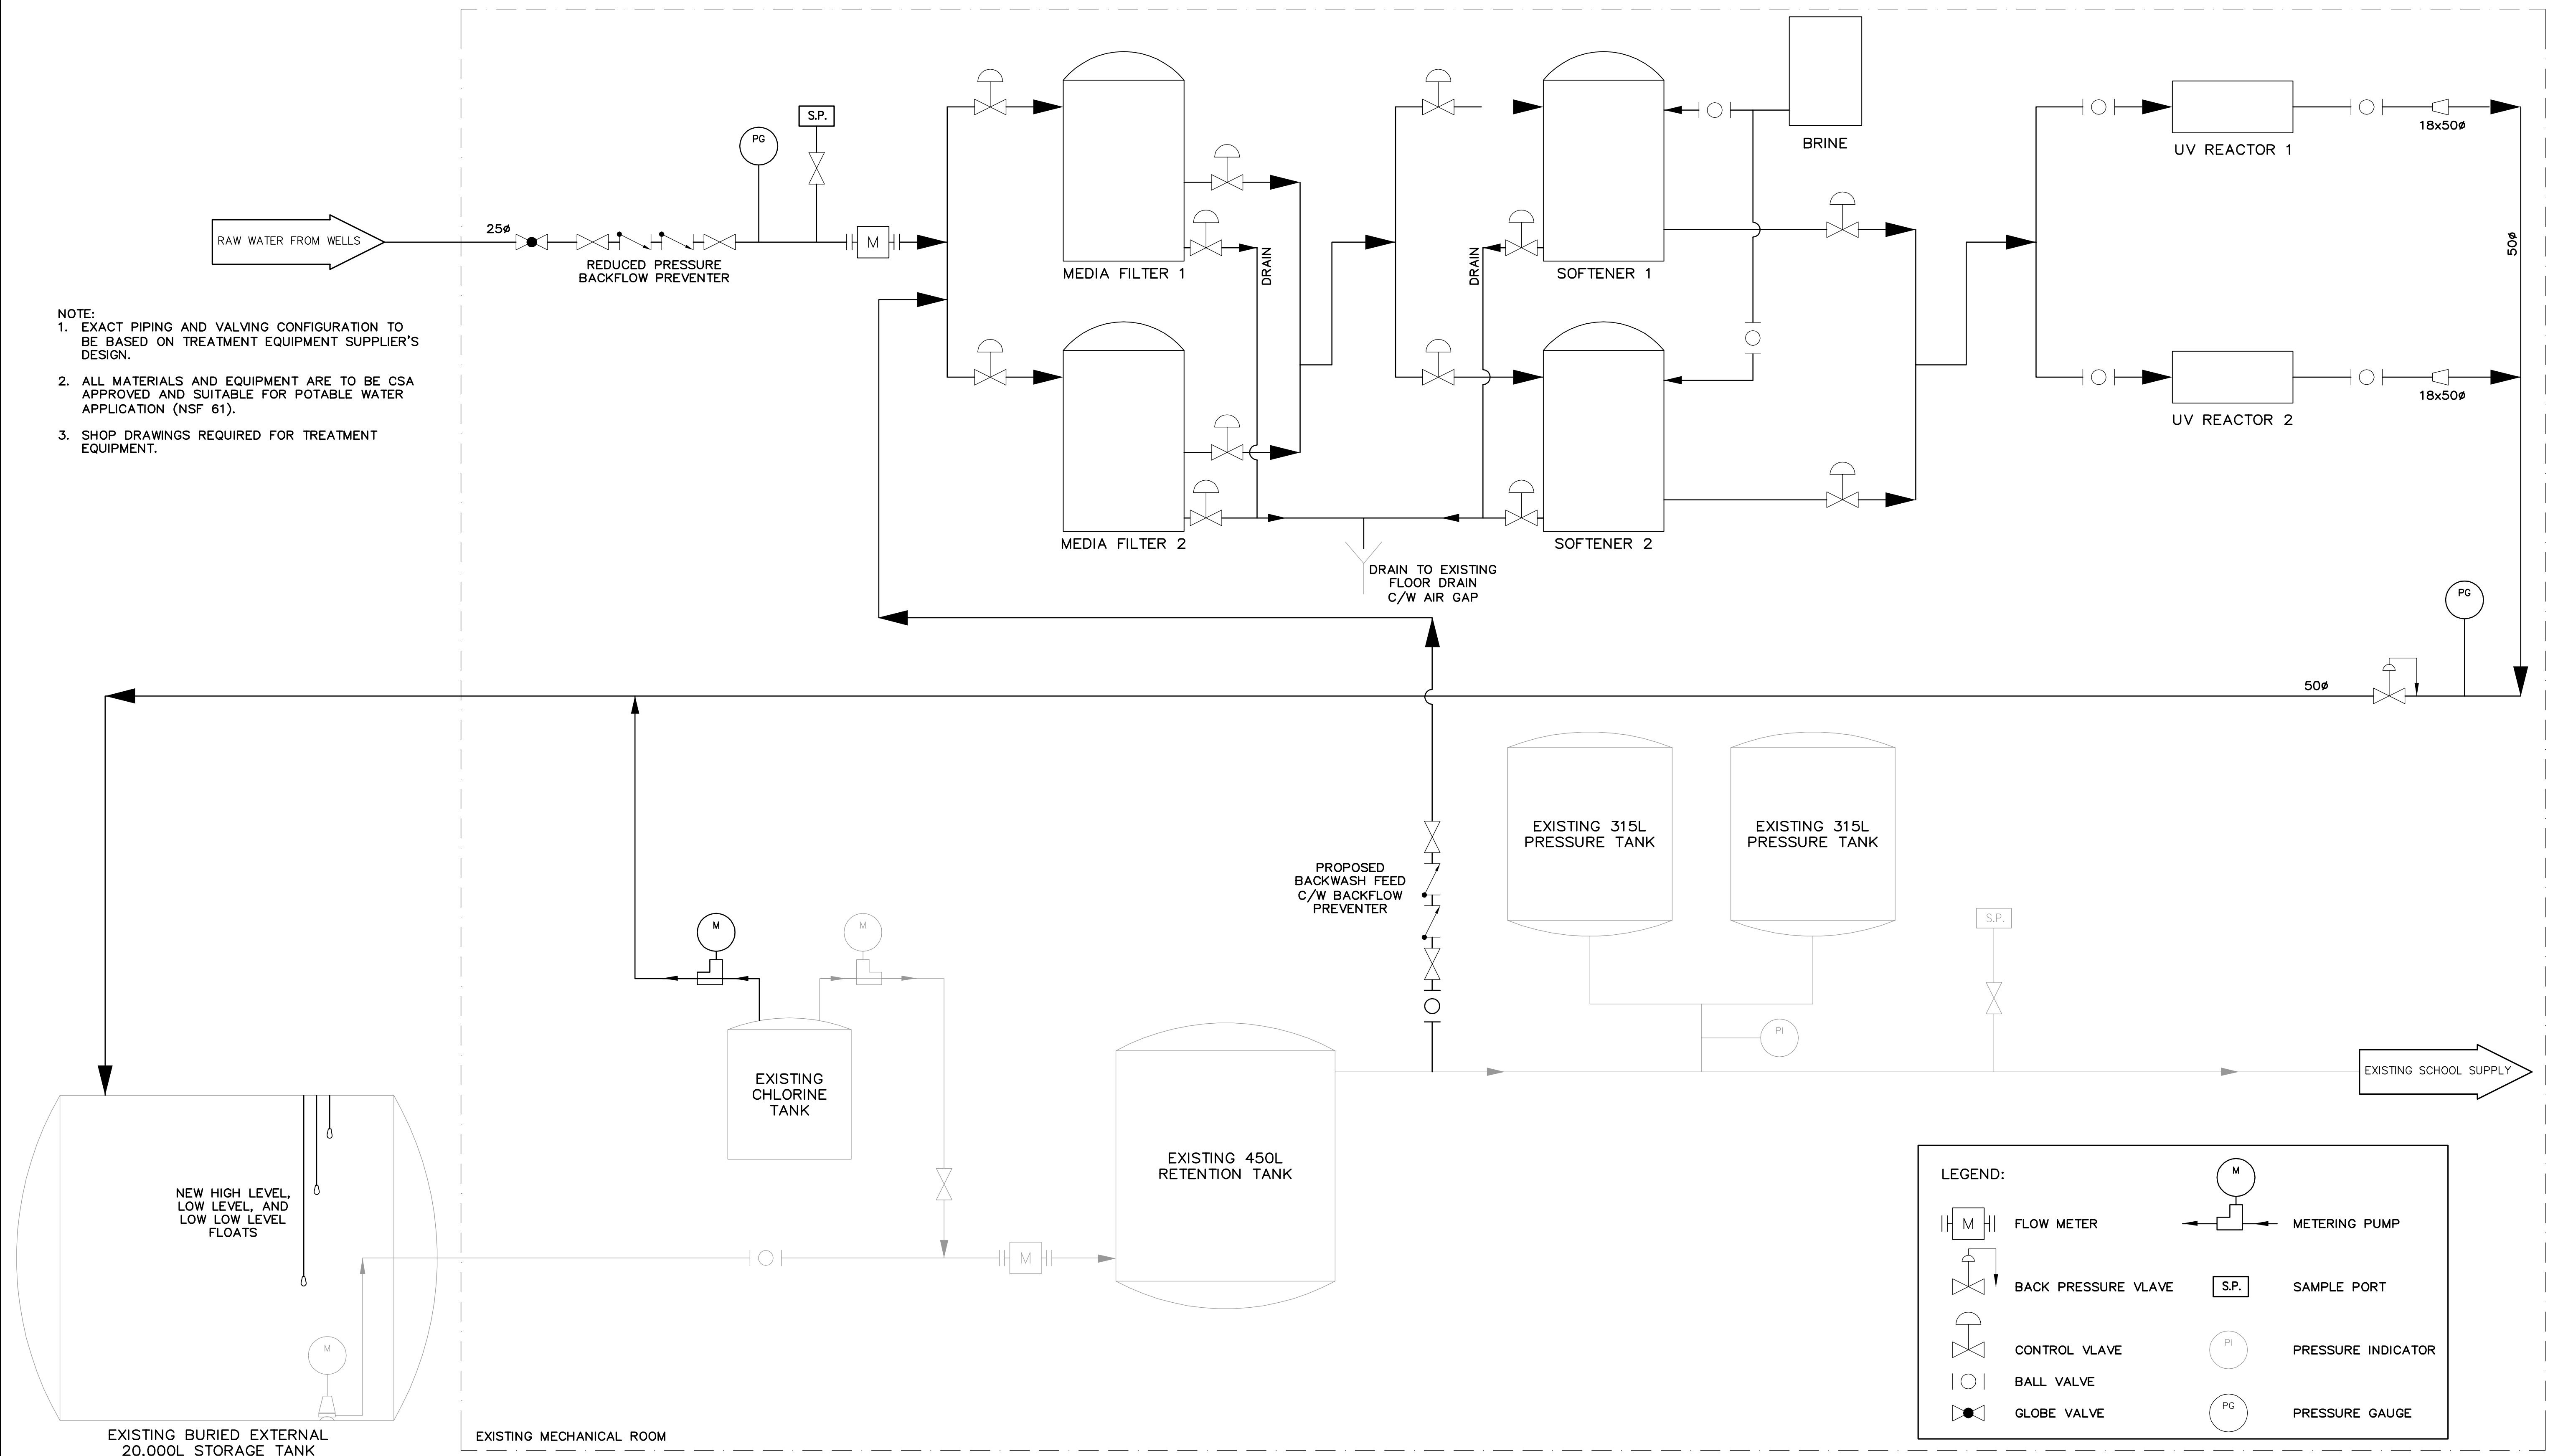 BRINE
S.P.
PG
18x50ø
UV REACTOR 1
RAW WATER FROM WELLS
25ø
M
REDUCED PRESSURE
BACKFLOW PREVENTER
MEDIA FILTER 1
DRAIN
DRAIN
SOFTENER 1
50ø
NOTE:
1. EXACT PIPING AND VALVING CONFIGURATION TO
BE BASED ON TREATMENT EQUIPMENT SUPPLIER'S
DESIGN.
2. ALL MATERIALS AND EQUIPMENT ARE TO BE CSA
APPROVED AND SUITABLE FOR POTABLE WATER
APPLICATION (NSF 61).
3. SHOP DRAWINGS REQUIRED FOR TREATMENT
EQUIPMENT.
18x50ø
UV REACTOR 2
MEDIA FILTER 2
SOFTENER 2
DRAIN TO EXISTING
FLOOR DRAIN
C/W AIR GAP
PG
50ø
EXISTING 315L
PRESSURE TANK
EXISTING 315L
PRESSURE TANK
PROPOSED
BACKWASH FEED
C/W BACKFLOW
PREVENTER
M
M
S.P.
PI
EXISTING
CHLORINE
TANK
EXISTING SCHOOL SUPPLY
EXISTING 450L
RETENTION TANK
NEW HIGH LEVEL,
LOW LEVEL, AND
LOW LOW LEVEL
FLOATS
M
M
EXISTING BURIED EXTERNAL
20,000L STORAGE TANK
EXISTING MECHANICAL ROOM
LEGEND:
M
FLOW METER
M
METERING PUMP
BACK PRESSURE VLAVE
S.P.
SAMPLE PORT
CONTROL VLAVE
PI
PRESSURE INDICATOR
BALL VALVE
GLOBE VALVE
PG
PRESSURE GAUGE